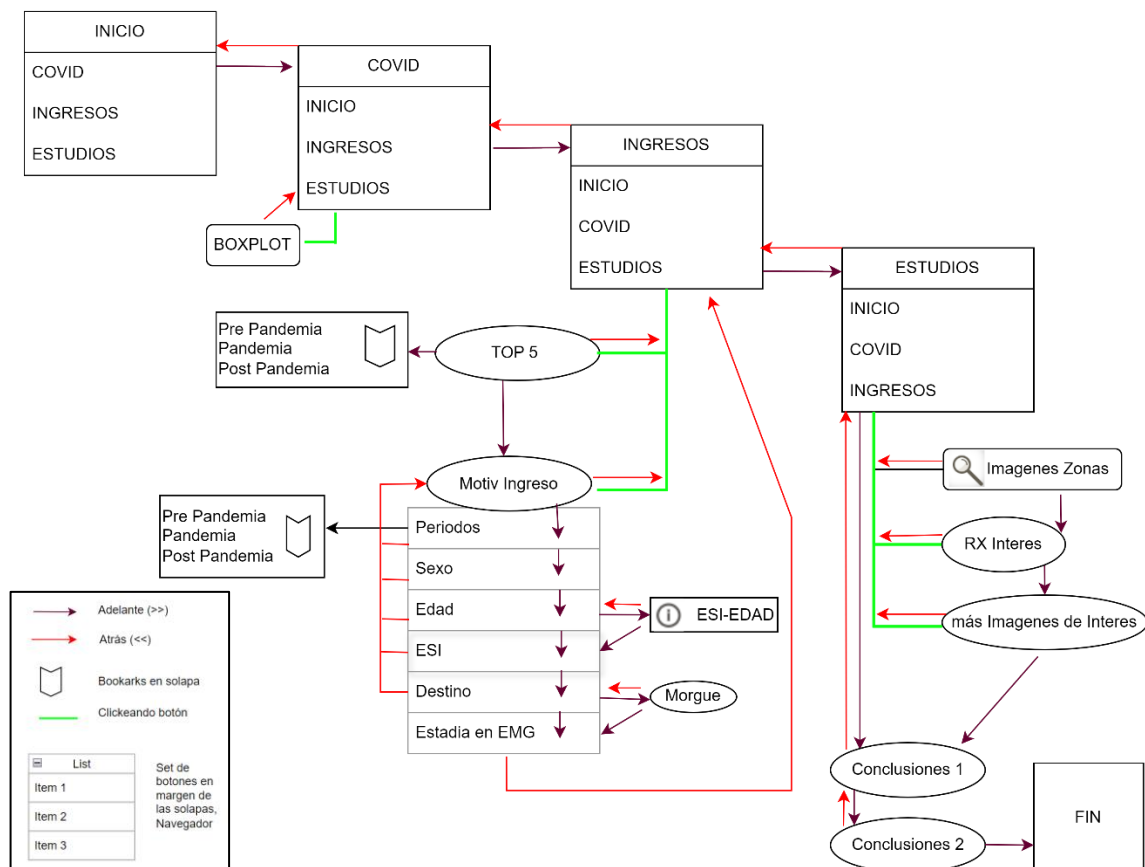 INICIO
COVID
INGRESOS
ESTUDIOS
COVID
INICIO
INGRESOS
ESTUDIOS
BOXPLOT
INGRESOS
INICIO
COVID
ESTUDIOS
ESTUDIOS
INICIO
COVID
INGRESOS
Pre Pandemia
Pandemia
Post Pandemia
TOP 5
Motiv Ingreso
Pre Pandemia
Pandemia
Post Pandemia
Periodos
Sexo
Edad
ESI
Destino
Estadia en EMG
ESI-EDAD
Morgue
Imagenes Zonas
RX Interes
más Imagenes de Interes
Conclusiones 1
Conclusiones 2
FIN
Adelante (>>)
Atrás (<<)
Bookarks en solapa
Clickeando botón
List
Item 1
Item 2
Item 3
Set de
botones en
margen de
las solapas,
Navegador